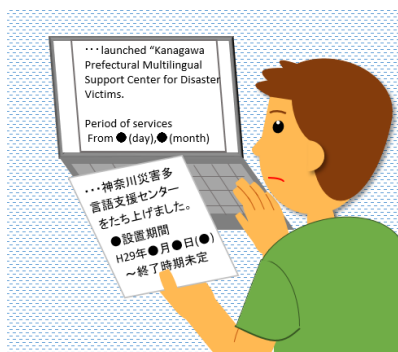 ･･･launched “Kanagawa
Prefectural Multilingual
Support Center for Disaster
Victims.
Period of services
From ●(day),●(month)
･･･神奈川災害多
言語支援センター
をたち上げました。
●設置期間
H29年●月●日(●)
～終了時期未定